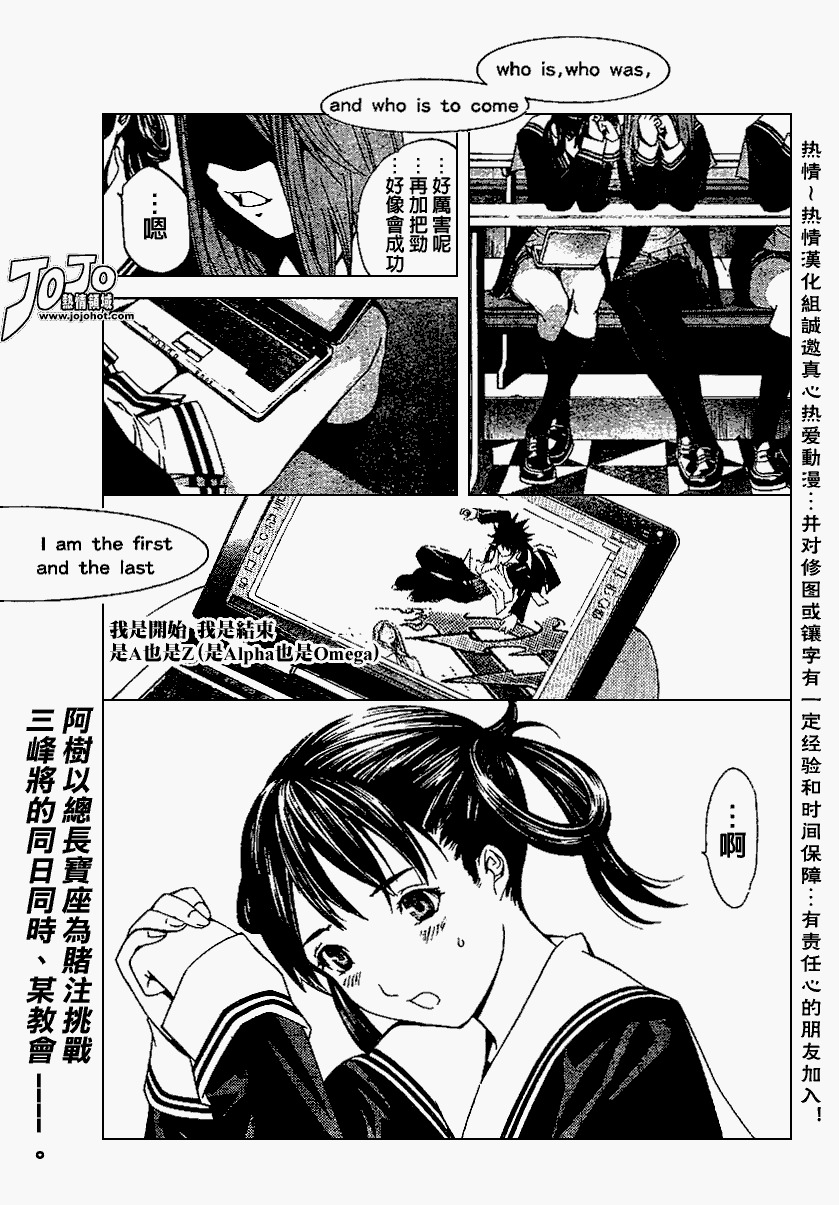 who is,who was,
and who is to come
…好厲害呢
…再加把勁
…好像會成功
…嗯
JOJO
熱情領域
www.jojohot.com
I am the first
and the last
我是開始 我是結束
是A也是Z(是Alpha也是Omega)
…啊
阿樹以總長寶座為賭注挑戰
三峰將的同日同時、某教會————。
热情~热情漢化組誠邀真心热爱動漫…并对修图或镶字有一定经验和时间保障…有责任心的朋友加入！